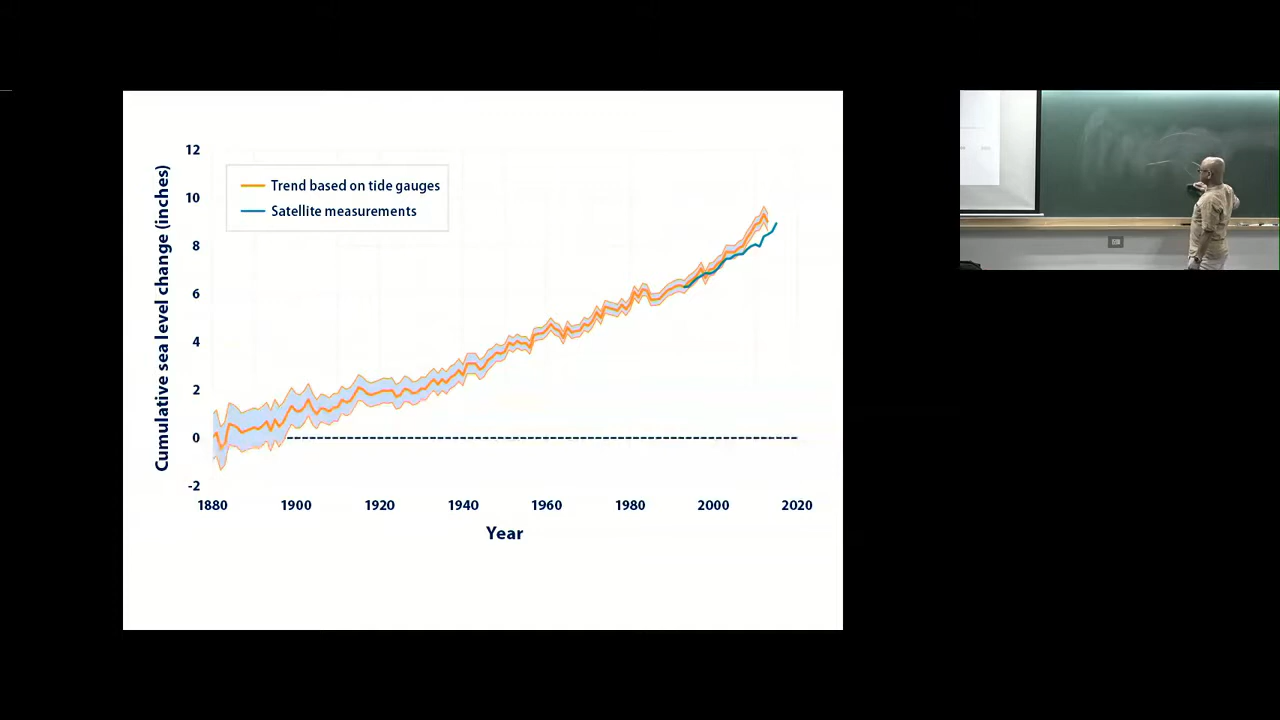 12
10
8
6
4
2
0
-2
Cumulative sea level change (inches)
Trend based on tide gauges
Satellite measurements
1880 1900 1920 1940 1960 1980 2000 2020
Year